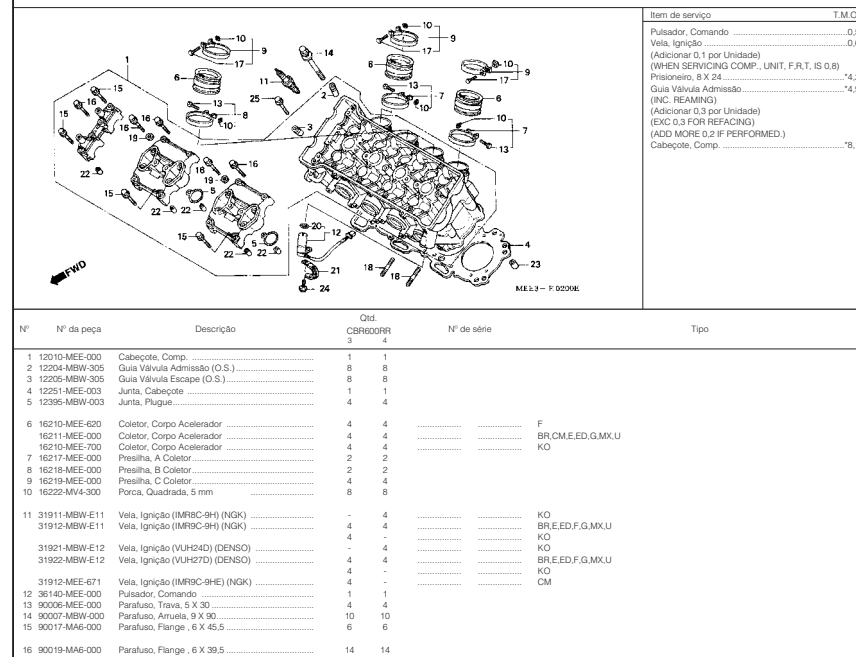 Item de serviço T.M.O
Pulsador, Comando
Vela, Ignição
(Adicionar 0,1 por Unidade)
(WHEN SERVICING COMP., UNIT, F,R,T, IS 0,8)
Prisioneiro, 8 X 24
Guia Válvula Admissão
(INC. REAMING)
(Adicionar 0,3 por Unidade)
(EXC 0,3 FOR REFACING)
(ADD MORE 0,2 IF PERFORMED.)
Cabeçote, Comp. *8,
FWD
MEE3-E0200E
Nº Nº da peça Descrição Qtd. Nº de série Tipo
CBR600RR
3 4
1 12010-MEE-000 Cabeçote, Comp. 1 1
2 12204-MBW-305 Guia Válvula Admissão (O.S.) 8 8
3 12205-MBW-305 Guia Válvula Escape (O.S.) 8 8
4 12251-MEE-003 Junta, Cabeçote 1 1
5 12395-MBW-003 Junta, Plugue 4 4
6 16210-MEE-620 Coletor, Corpo Acelerador 4 4 F
16211-MEE-000 Coletor, Corpo Acelerador 4 4 BR,CM,E,ED,G,MX,U
16210-MEE-700 Coletor, Corpo Acelerador 4 4 KO
7 16217-MEE-000 Presilha, A Coletor 2 2
8 16218-MEE-000 Presilha, B Coletor 2 2
9 16219-MEE-000 Presilha, C Coletor 4 4
10 16222-MV4-300 Porca, Quadrada, 5 mm 8 8
11 31911-MBW-E11 Vela, Ignição (IMR8C-9H) (NGK) - 4 KO
31912-MBW-E11 Vela, Ignição (IMR9C-9H) (NGK) 4 4 BR,E,ED,F,G,MX,U
4 - KO
31921-MBW-E12 Vela, Ignição (VUH24D) (DENSO) - 4 KO
31922-MBW-E12 Vela, Ignição (VUH27D) (DENSO) 4 4 BR,E,ED,F,G,MX,U
4 - KO
31912-MEE-671 Vela, Ignição (IMR9C-9HE) (NGK) 4 - CM
12 36140-MEE-000 Pulsador, Comando 1 1
13 90006-MEE-000 Parafuso, Trava, 5 X 30 4 4
14 90007-MBW-000 Parafuso, Arruela, 9 X 90 10 10
15 90017-MA6-000 Parafuso, Flange , 6 X 45,5 6 6
16 90019-MA6-000 Parafuso, Flange , 6 X 39,5 14 14